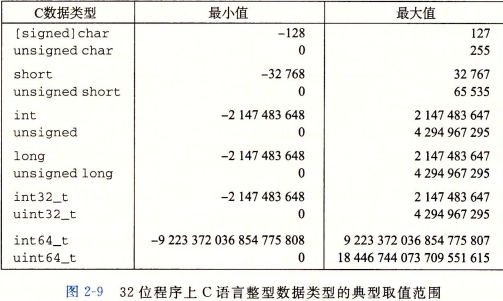 C数据类型 最小值 最大值
[signed]char -128 127
unsigned char 0 255
short -32 768 32 767
unsigned short 0 65 535
int -2 147 483 648 2 147 483 647
unsigned 0 4 294 967 295
long -2 147 483 648 2 147 483 647
unsigned long 0 4 294 967 295
int32_t -2 147 483 648 2 147 483 647
uint32_t 0 4 294 967 295
int64_t -9 223 372 036 854 775 808 9 223 372 036 854 775 807
uint64_t 0 18 446 744 073 709 551 615
图 2-9 32 位程序上 C 语言整型数据类型的典型取值范围